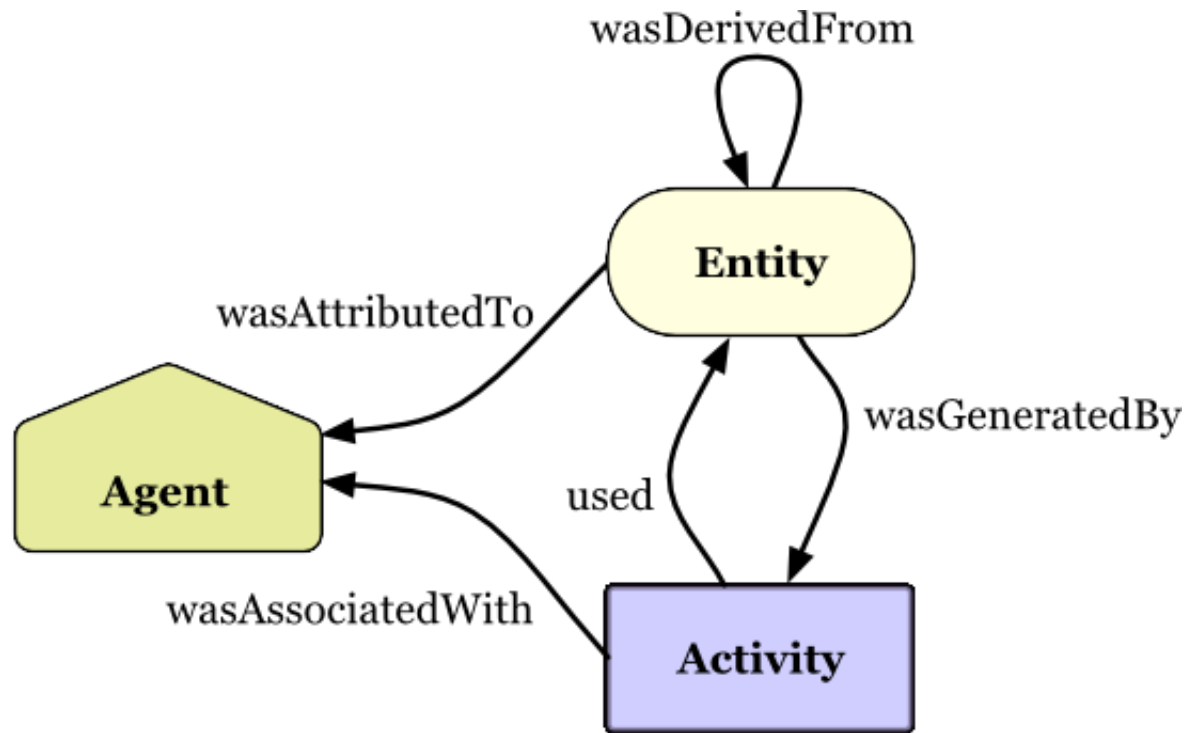 wasDerivedFrom
Entity
wasAttributedTo
wasGeneratedBy
Agent
used
wasAssociatedWith
Activity